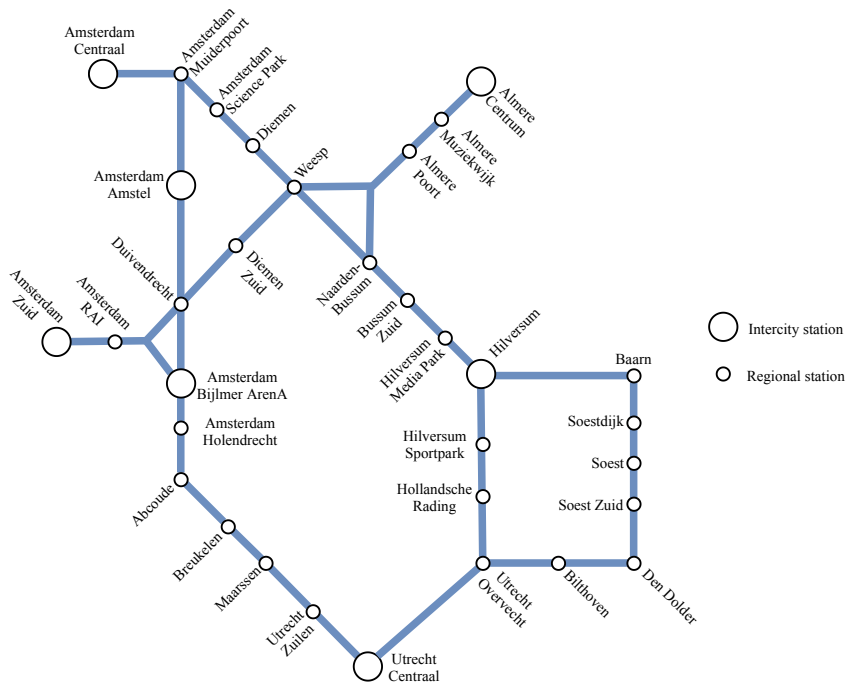 Amsterdam
Centraal
Amsterdam
Muiderpoort
Amsterdam
Science Park
Diemen
Weesp
Almere
Centrum
Almere
Muziekwijk
Almere
Poort
Amsterdam
Amstel
Duivendrecht
Diemen
Zuid
Naarden-
Bussum
Amsterdam
Zuid
Amsterdam
RAI
Bussum
Zuid
Hilversum
Media Park
Hilversum
Intercity station
Regional station
Baarn
Amsterdam
Bijlmer ArenA
Amsterdam
Holendrecht
Soestdijk
Hilversum
Sportpark
Soest
Hollandsche
Rading
Soest Zuid
Abcoude
Breukelen
Maarssen
Utrecht
Zuilen
Utrecht
Overvecht
Bilthoven
Den Dolder
Utrecht
Centraal